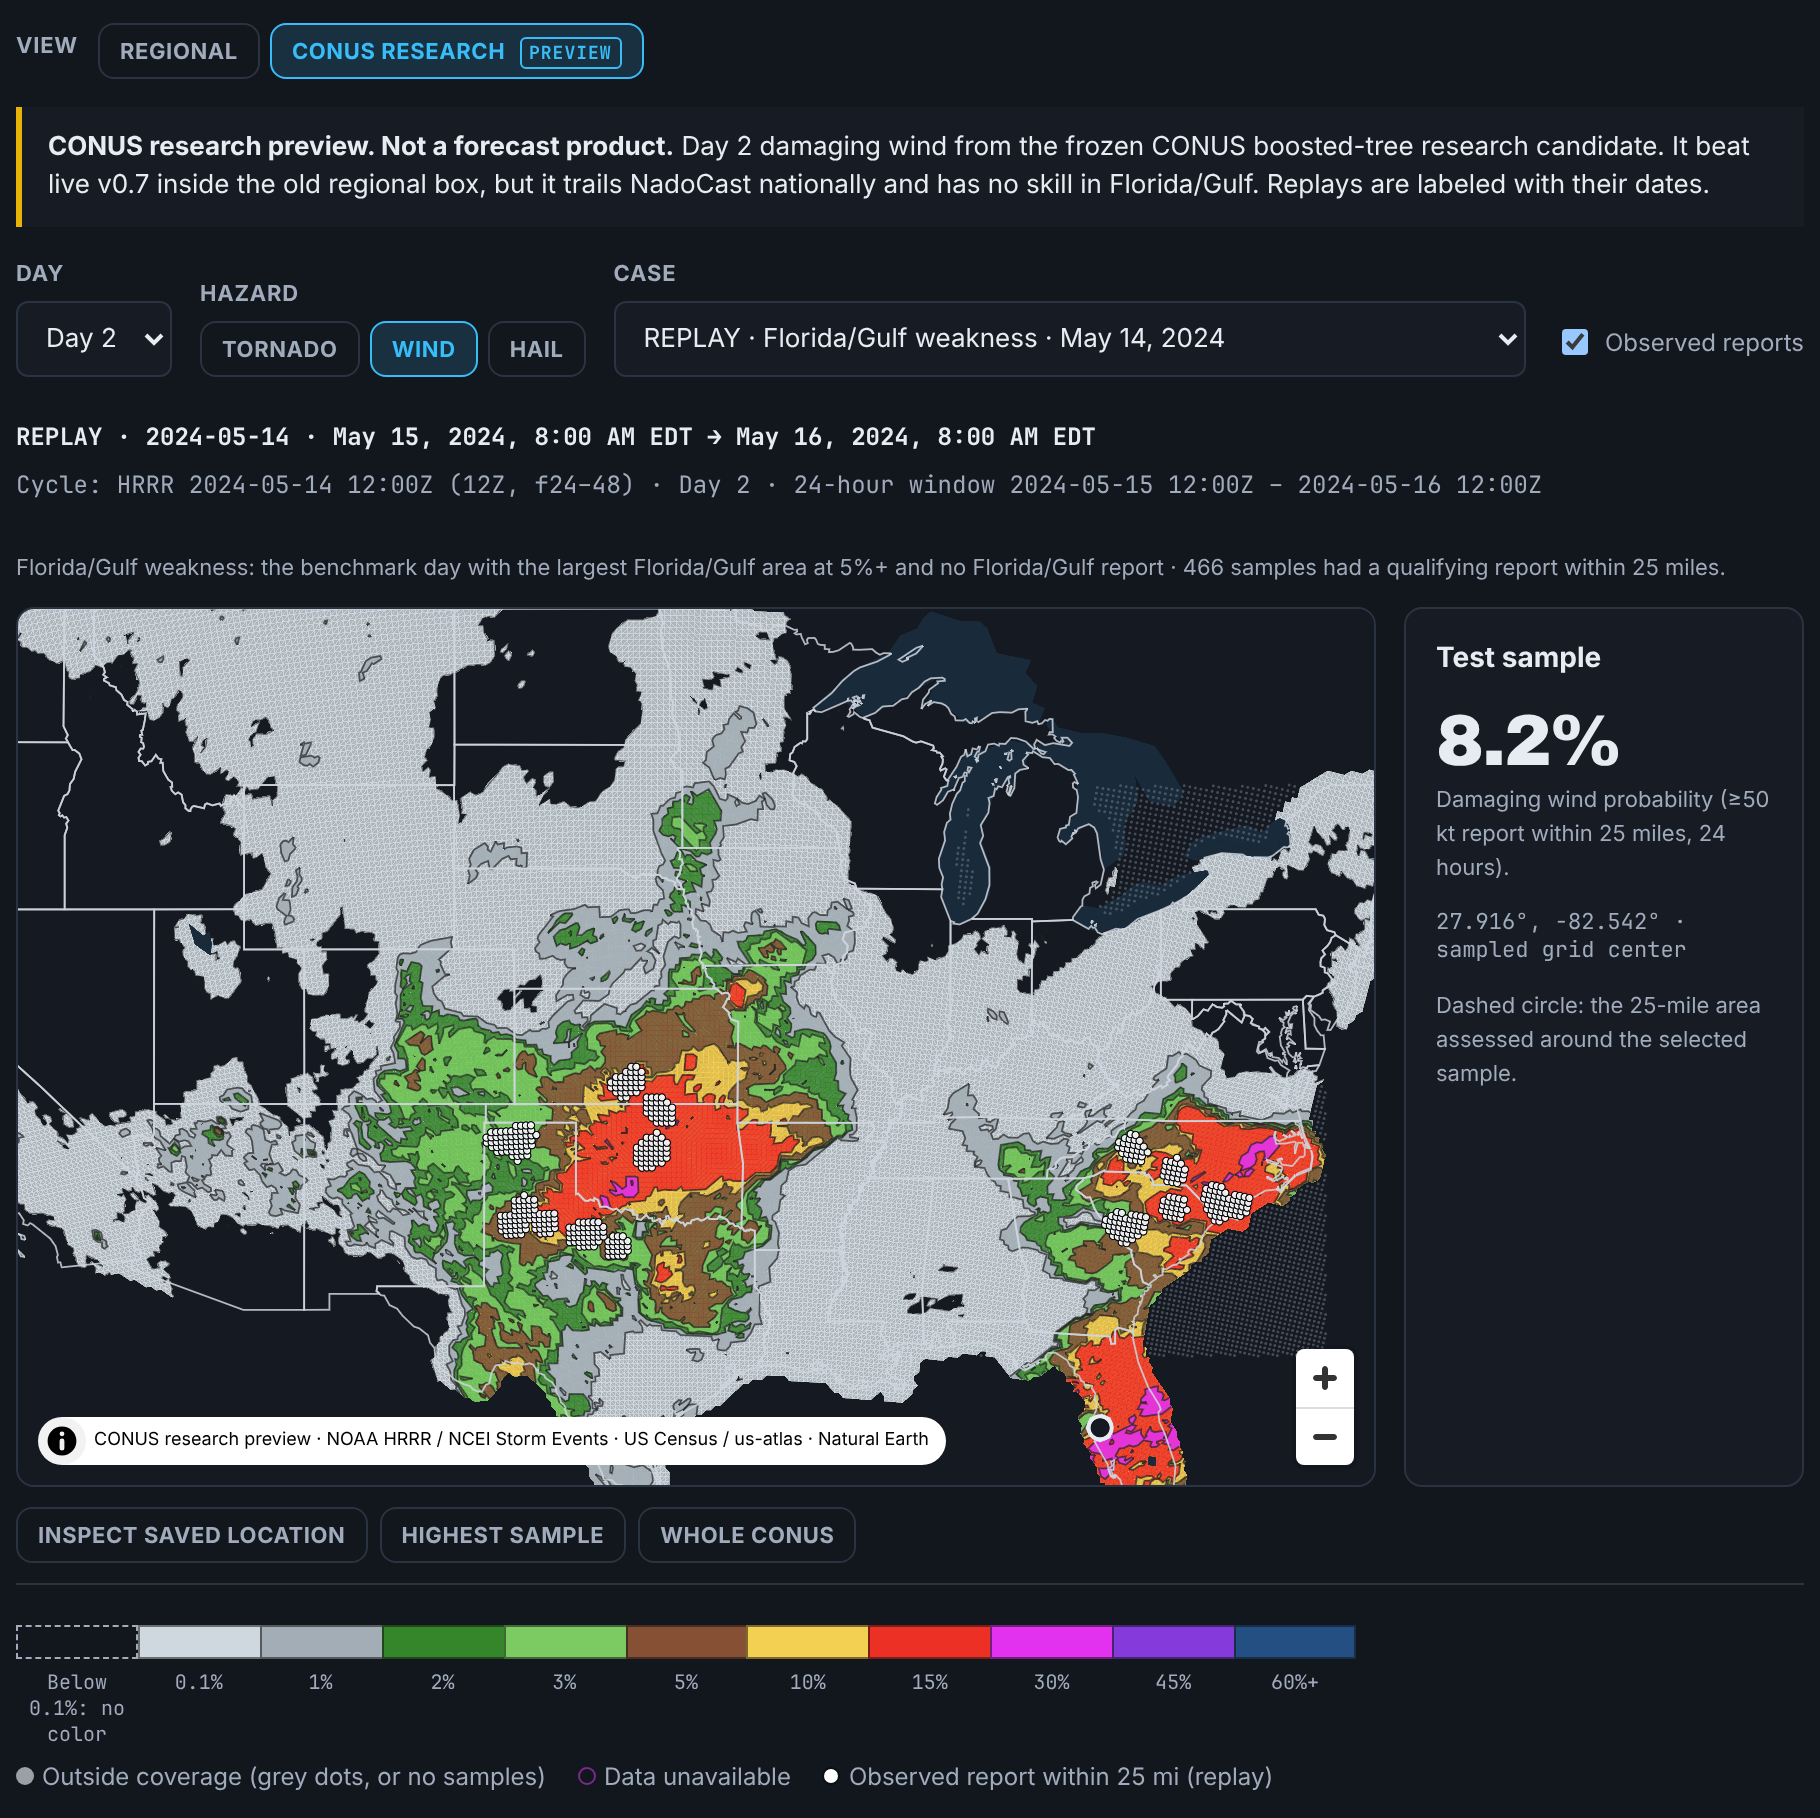 VIEW
REGIONAL
CONUS RESEARCH PREVIEW
CONUS research preview. Not a forecast product. Day 2 damaging wind from the frozen CONUS boosted-tree research candidate. It beat
live v0.7 inside the old regional box, but it trails NadoCast nationally and has no skill in Florida/Gulf. Replays are labeled with their dates.
DAY
HAZARD
CASE
Day 2
TORNADO
WIND
HAIL
REPLAY · Florida/Gulf weakness · May 14, 2024
Observed reports
REPLAY · 2024-05-14 · May 15, 2024, 8:00 AM EDT → May 16, 2024, 8:00 AM EDT
Cycle: HRRR 2024-05-14 12:00Z (12Z, f24–48) · Day 2 · 24-hour window 2024-05-15 12:00Z – 2024-05-16 12:00Z
Florida/Gulf weakness: the benchmark day with the largest Florida/Gulf area at 5%+ and no Florida/Gulf report · 466 samples had a qualifying report within 25 miles.
Test sample
8.2%
Damaging wind probability (≥50
kt report within 25 miles, 24
hours).
27.916°, -82.542° ·
sampled grid center
Dashed circle: the 25-mile area
assessed around the selected
sample.
+
−
CONUS research preview · NOAA HRRR / NCEI Storm Events · US Census / us-atlas · Natural Earth
INSPECT SAVED LOCATION
HIGHEST SAMPLE
WHOLE CONUS
Below
0.1%: no
color
0.1%
1%
2%
3%
5%
10%
15%
30%
45%
60%+
Outside coverage (grey dots, or no samples)
Data unavailable
Observed report within 25 mi (replay)